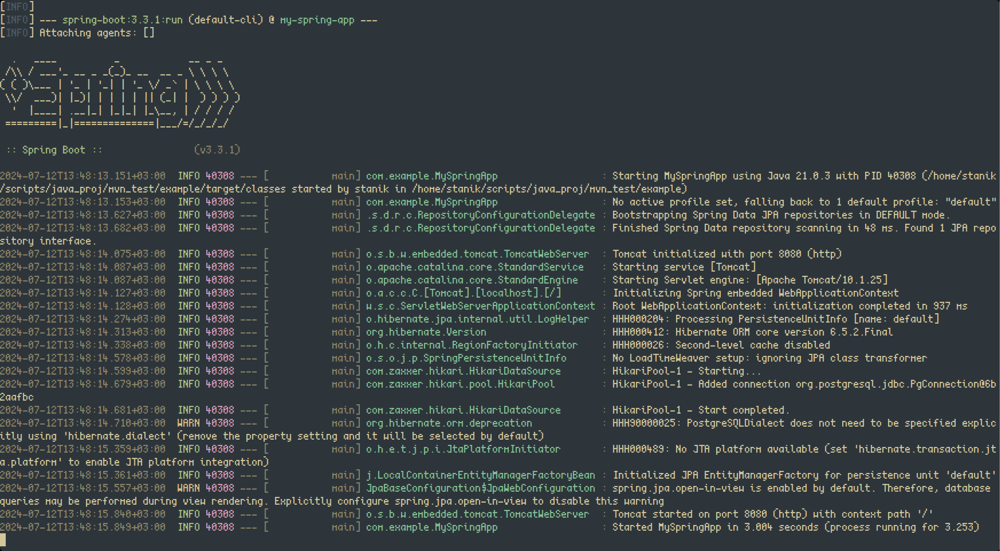 [INFO]
[INFO] --- spring-boot:3.3.1:run (default-cli) @ my-spring-app ---
[INFO] Attaching agents: []
  .   ____          _            __ _ _
 /\\ / ___'_ __ _ _(_)_ __  __ _ \ \ \ \
( ( )\___ | '_ | '_| | '_ \/ _` | \ \ \ \
 \\/  ___)| |_)| | | | | || (_| |  ) ) ) )
  '  |____| .__|_| |_|_| |_\__, | / / / /
 =========|_|==============|___/=/_/_/_/
 :: Spring Boot ::                (v3.3.1)
2024-07-12T13:48:13.151+03:00  INFO 40308 --- [           main] com.example.MySpringApp                  : Starting MySpringApp using Java 21.0.3 with PID 40308 (/home/stanik
/scripts/java_proj/mvn_test/example/target/classes started by stanik in /home/stanik/scripts/java_proj/mvn_test/example)
2024-07-12T13:48:13.153+03:00  INFO 40308 --- [           main] com.example.MySpringApp                  : No active profile set, falling back to 1 default profile: "default"
2024-07-12T13:48:13.627+03:00  INFO 40308 --- [           main] .s.d.r.c.RepositoryConfigurationDelegate : Bootstrapping Spring Data JPA repositories in DEFAULT mode.
2024-07-12T13:48:13.682+03:00  INFO 40308 --- [           main] .s.d.r.c.RepositoryConfigurationDelegate : Finished Spring Data repository scanning in 48 ms. Found 1 JPA repo
sitory interface.
2024-07-12T13:48:14.075+03:00  INFO 40308 --- [           main] o.s.b.w.embedded.tomcat.TomcatWebServer  : Tomcat initialized with port 8080 (http)
2024-07-12T13:48:14.087+03:00  INFO 40308 --- [           main] o.apache.catalina.core.StandardService   : Starting service [Tomcat]
2024-07-12T13:48:14.087+03:00  INFO 40308 --- [           main] o.apache.catalina.core.StandardEngine    : Starting Servlet engine: [Apache Tomcat/10.1.25]
2024-07-12T13:48:14.127+03:00  INFO 40308 --- [           main] o.a.c.c.C.[Tomcat].[localhost].[/]       : Initializing Spring embedded WebApplicationContext
2024-07-12T13:48:14.128+03:00  INFO 40308 --- [           main] w.s.c.ServletWebServerApplicationContext : Root WebApplicationContext: initialization completed in 937 ms
2024-07-12T13:48:14.274+03:00  INFO 40308 --- [           main] o.hibernate.jpa.internal.util.LogHelper  : HHH000204: Processing PersistenceUnitInfo [name: default]
2024-07-12T13:48:14.313+03:00  INFO 40308 --- [           main] org.hibernate.Version                    : HHH000412: Hibernate ORM core version 6.5.2.Final
2024-07-12T13:48:14.338+03:00  INFO 40308 --- [           main] o.h.c.internal.RegionFactoryInitiator    : HHH000026: Second-level cache disabled
2024-07-12T13:48:14.578+03:00  INFO 40308 --- [           main] o.s.o.j.p.SpringPersistenceUnitInfo      : No LoadTimeWeaver setup: ignoring JPA class transformer
2024-07-12T13:48:14.599+03:00  INFO 40308 --- [           main] com.zaxxer.hikari.HikariDataSource       : HikariPool-1 - Starting...
2024-07-12T13:48:14.679+03:00  INFO 40308 --- [           main] com.zaxxer.hikari.pool.HikariPool        : HikariPool-1 - Added connection org.postgresql.jdbc.PgConnection@6b
2aafbc
2024-07-12T13:48:14.681+03:00  INFO 40308 --- [           main] com.zaxxer.hikari.HikariDataSource       : HikariPool-1 - Start completed.
2024-07-12T13:48:14.710+03:00  WARN 40308 --- [           main] org.hibernate.orm.deprecation            : HHH90000025: PostgreSQLDialect does not need to be specified explic
itly using 'hibernate.dialect' (remove the property setting and it will be selected by default)
2024-07-12T13:48:15.359+03:00  INFO 40308 --- [           main] o.h.e.t.j.p.i.JtaPlatformInitiator       : HHH000489: No JTA platform available (set 'hibernate.transaction.jt
a.platform' to enable JTA platform integration)
2024-07-12T13:48:15.361+03:00  INFO 40308 --- [           main] j.LocalContainerEntityManagerFactoryBean : Initialized JPA EntityManagerFactory for persistence unit 'default'
2024-07-12T13:48:15.557+03:00  WARN 40308 --- [           main] JpaBaseConfiguration$JpaWebConfiguration : spring.jpa.open-in-view is enabled by default. Therefore, database
queries may be performed during view rendering. Explicitly configure spring.jpa.open-in-view to disable this warning
2024-07-12T13:48:15.840+03:00  INFO 40308 --- [           main] o.s.b.w.embedded.tomcat.TomcatWebServer  : Tomcat started on port 8080 (http) with context path '/'
2024-07-12T13:48:15.849+03:00  INFO 40308 --- [           main] com.example.MySpringApp                  : Started MySpringApp in 3.004 seconds (process running for 3.253)